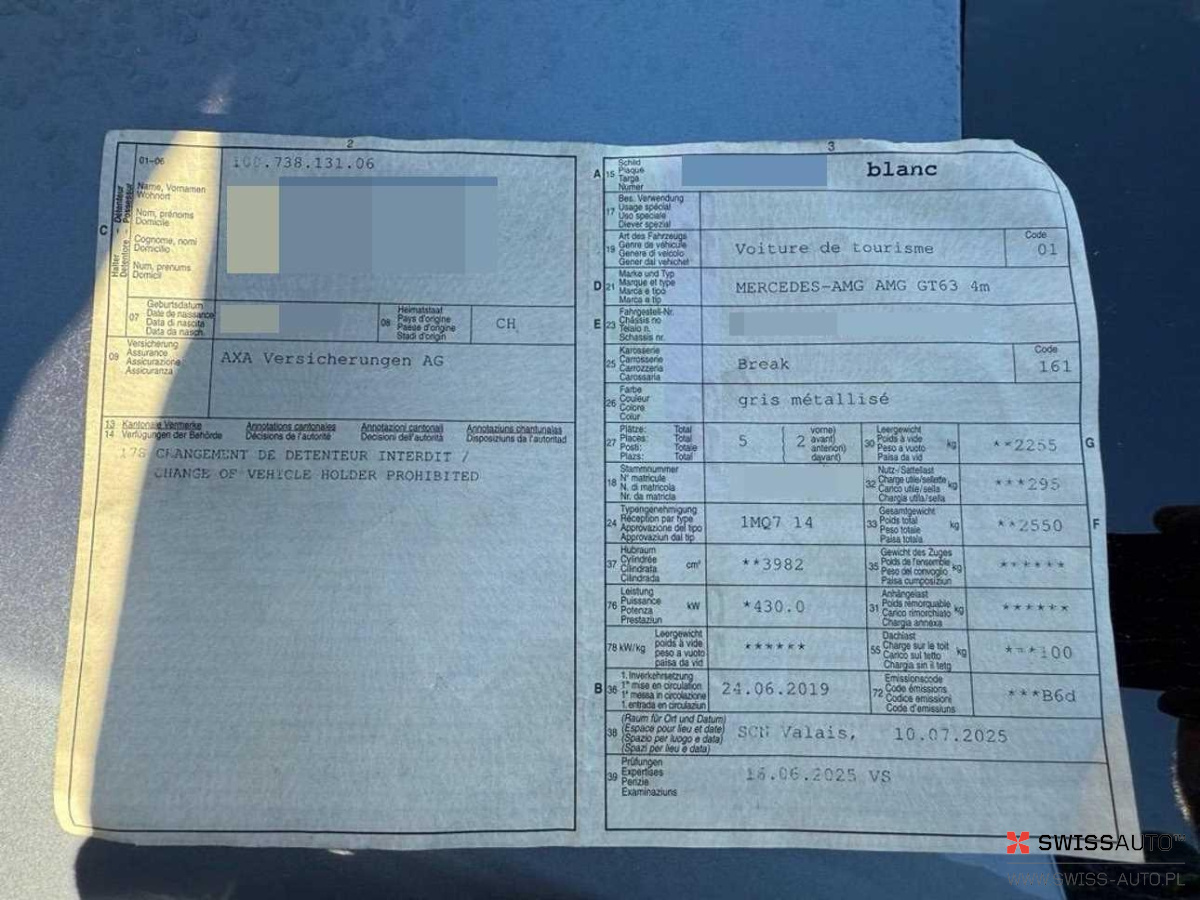 2
01-06
100.738.131.06
C
Halter - Détenteur
Detentore - Possessur
Name, Vornamen
Wohnort
Nom, prénoms
Domicile
Cognome, nomi
Domicilio
Num, prenums
Domicil
07
Geburtsdatum
Date de naissance
Data di nascita
Data da nasch.
08
Heimatstaat
Pays d'origine
Paese d'origine
Stadi d'origin
CH
09
Versicherung
Assurance
Assicurazione
Assicuranza
AXA Versicherungen AG
13 Kantonale Vermerke Annotations cantonales Annotazioni cantonali Annotaziuns chantunales
14 Verfügungen der Behörde Décisions de l'autorité Decisioni dell'autorità Disposiziuns da l'autoritad
178 CHANGEMENT DE DETENTEUR INTERDIT /
CHANGE OF VEHICLE HOLDER PROHIBITED
3
A 15
Schild
Plaque
Targa
Numer
blanc
17
Bes. Verwendung
Usage spécial
Uso speciale
Diever spezial
19
Art des Fahrzeugs
Genre de véhicule
Genere di veicolo
Gener dal vehichel
Voiture de tourisme
Code
01
D 21
Marke und Typ
Marque et type
Marca e tipo
Marca e tip
MERCEDES-AMG AMG GT63 4m
E 23
Fahrgestell-Nr.
Châssis no
Telaio n.
Schassis nr.
25
Karosserie
Carrosserie
Carrozzeria
Carossaria
Break
Code
161
26
Farbe
Couleur
Colore
Colur
gris métallisé
27
Plätze: Total
Places: Total
Posti: Totale
Plazs: Total
5
2
vorne)
avant)
anteriori)
davant)
30
Leergewicht
Poids à vide
Peso a vuoto
Paisa da vid
kg
**2255
G
18
Stammnummer
N° matricule
N. di matricola
Nr. da matricla
32
Nutz-/Sattellast
Charge utile/sellette
Carico utile/sella
Chargia utila/sella
kg
***295
24
Typengenehmigung
Réception par type
Approvazione del tipo
Approvaziun dal tip
1MQ7 14
33
Gesamtgewicht
Poids total
Peso totale
Paisa totala
kg
**2550
F
37
Hubraum
Cylindrée
Cilindrata
Cilindrada
cm³
**3982
35
Gewicht des Zuges
Poids de l'ensemble
Peso del convoglio
Paisa cumposiziun
kg
******
76
Leistung
Puissance
Potenza
Prestaziun
kW
*430.0
31
Anhängelast
Poids remorquable
Carico rimorchiato
Chargia annexa
kg
******
78 kW/kg
Leergewicht
poids à vide
peso a vuoto
paisa da vid
******
55
Dachlast
Charge sur le toit
Carico sul tetto
Chargia sin il tetg
kg
***100
B 36
1. Inverkehrsetzung
1re mise en circulation
1a messa in circolazione
1. entrada en circulaziun
24.06.2019
72
Emissionscode
Code émissions
Codice emissioni
Code d'emissiuns
***B6d
38
(Raum für Ort und Datum)
(Espace pour lieu et date)
(Spazio per luogo e data)
(Spazi per lieu e data)
SCN Valais, 10.07.2025
39
Prüfungen
Expertises
Perizie
Examinaziuns
16.06.2025 VS
SWISSAUTO
WWW.SWISS-AUTO.PL